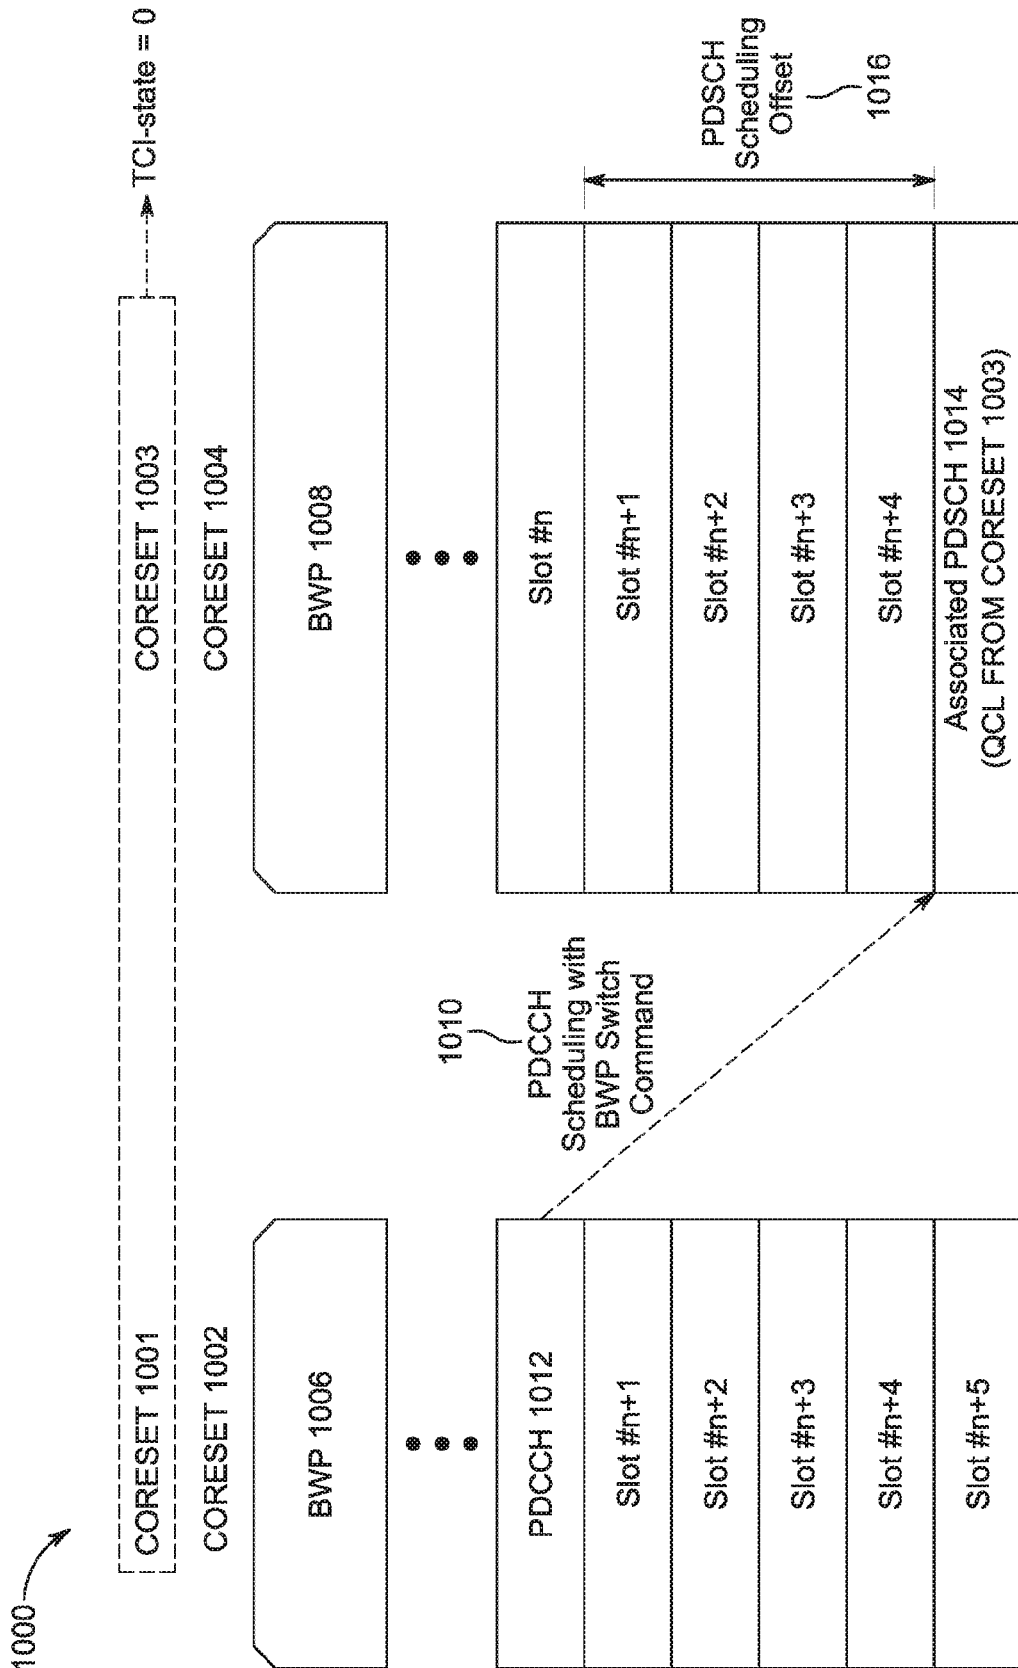 1000
CORESET 1001
CORESET 1003
TCI-state = 0
CORESET 1002
CORESET 1004
BWP 1006
BWP 1008
1010
PDCCH
Scheduling with
BWP Switch
Command
PDCCH 1012
Slot #n+1
Slot #n+2
Slot #n+3
Slot #n+4
Slot #n+5
Slot #n
Slot #n+1
Slot #n+2
Slot #n+3
Slot #n+4
Associated PDSCH 1014
(QCL FROM CORESET 1003)
PDSCH
Scheduling
Offset
1016